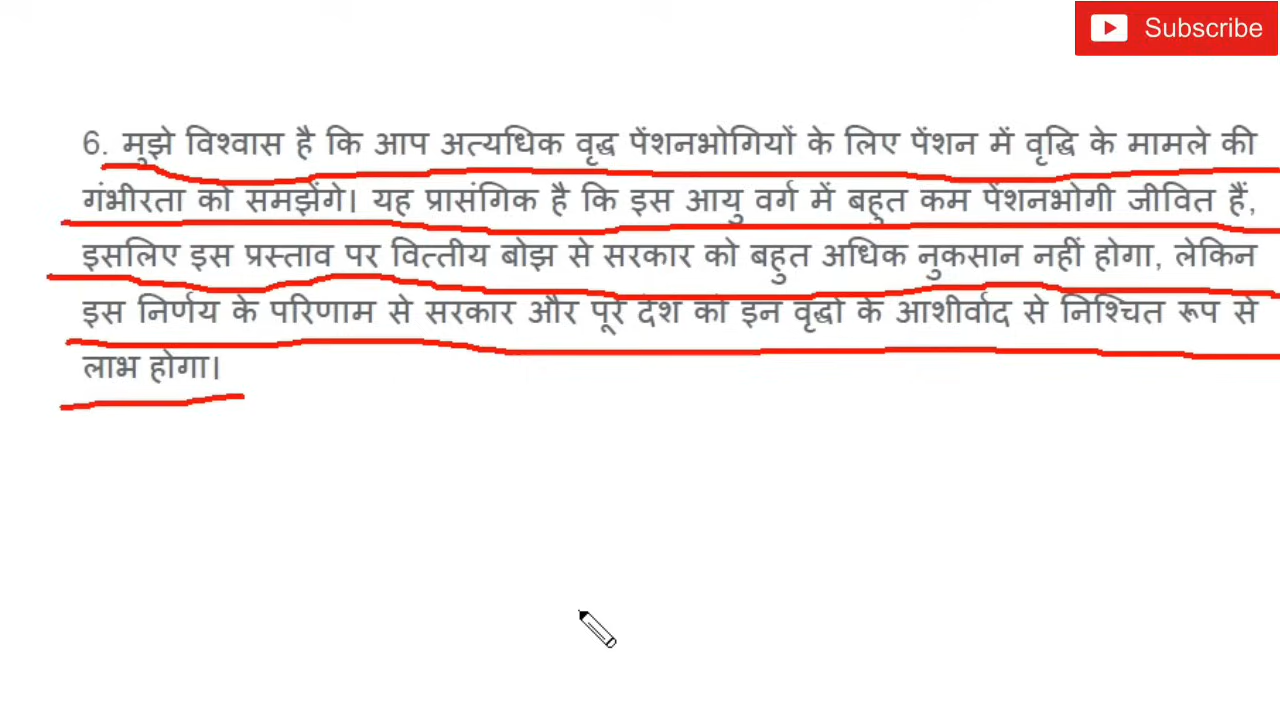 Subscribe
6. मुझे विश्वास है कि आप अत्यधिक वृद्ध पेंशनभोगियों के लिए पेंशन में वृद्धि के मामले की
गंभीरता को समझेंगे। यह प्रासंगिक है कि इस आयु वर्ग में बहुत कम पेंशनभोगी जीवित हैं,
इसलिए इस प्रस्ताव पर वित्तीय बोझ से सरकार को बहुत अधिक नुकसान नहीं होगा, लेकिन
इस निर्णय के परिणाम से सरकार और पूरे देश को इन वृद्धों के आशीर्वाद से निश्चित रूप से
लाभ होगा।